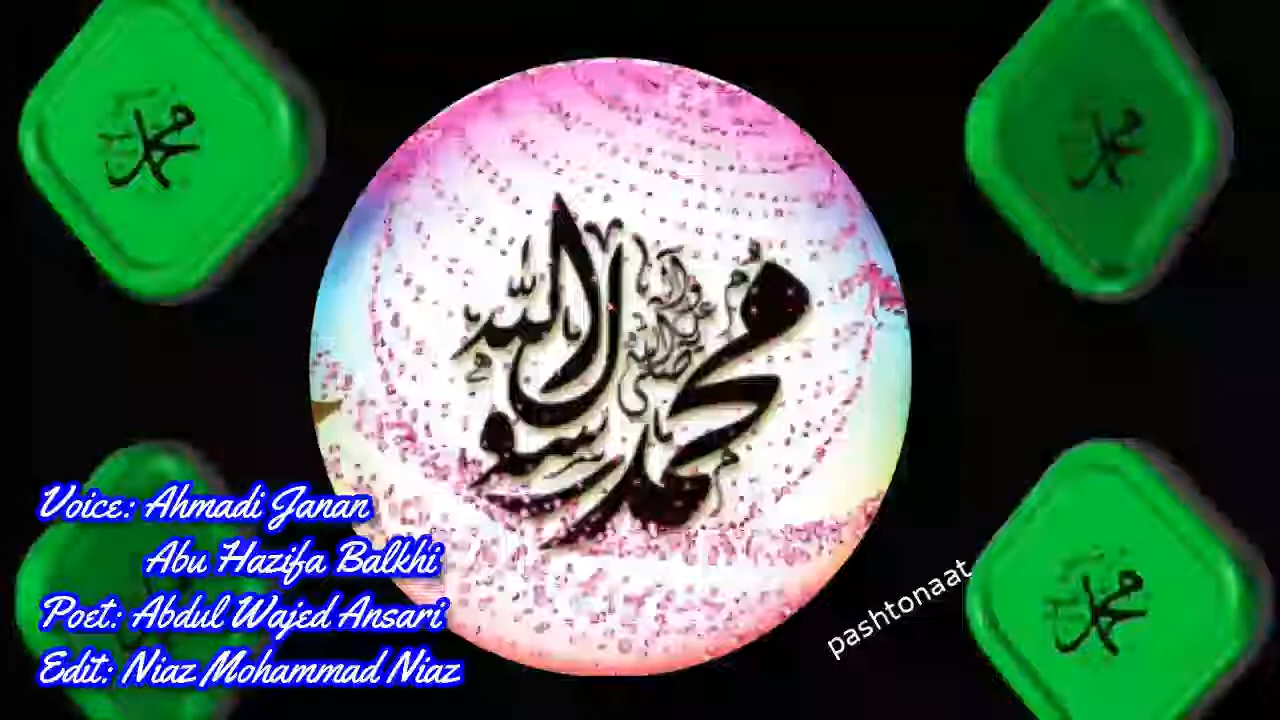 محمد رسول الله
صلى الله عليه وآله
محمد
محمد
محمد
Voice: Ahmadi Janan
Abu Hazifa Balkhi
Poet: Abdul Wajed Ansari
Edit: Niaz Mohammad Niaz
pashtonaat